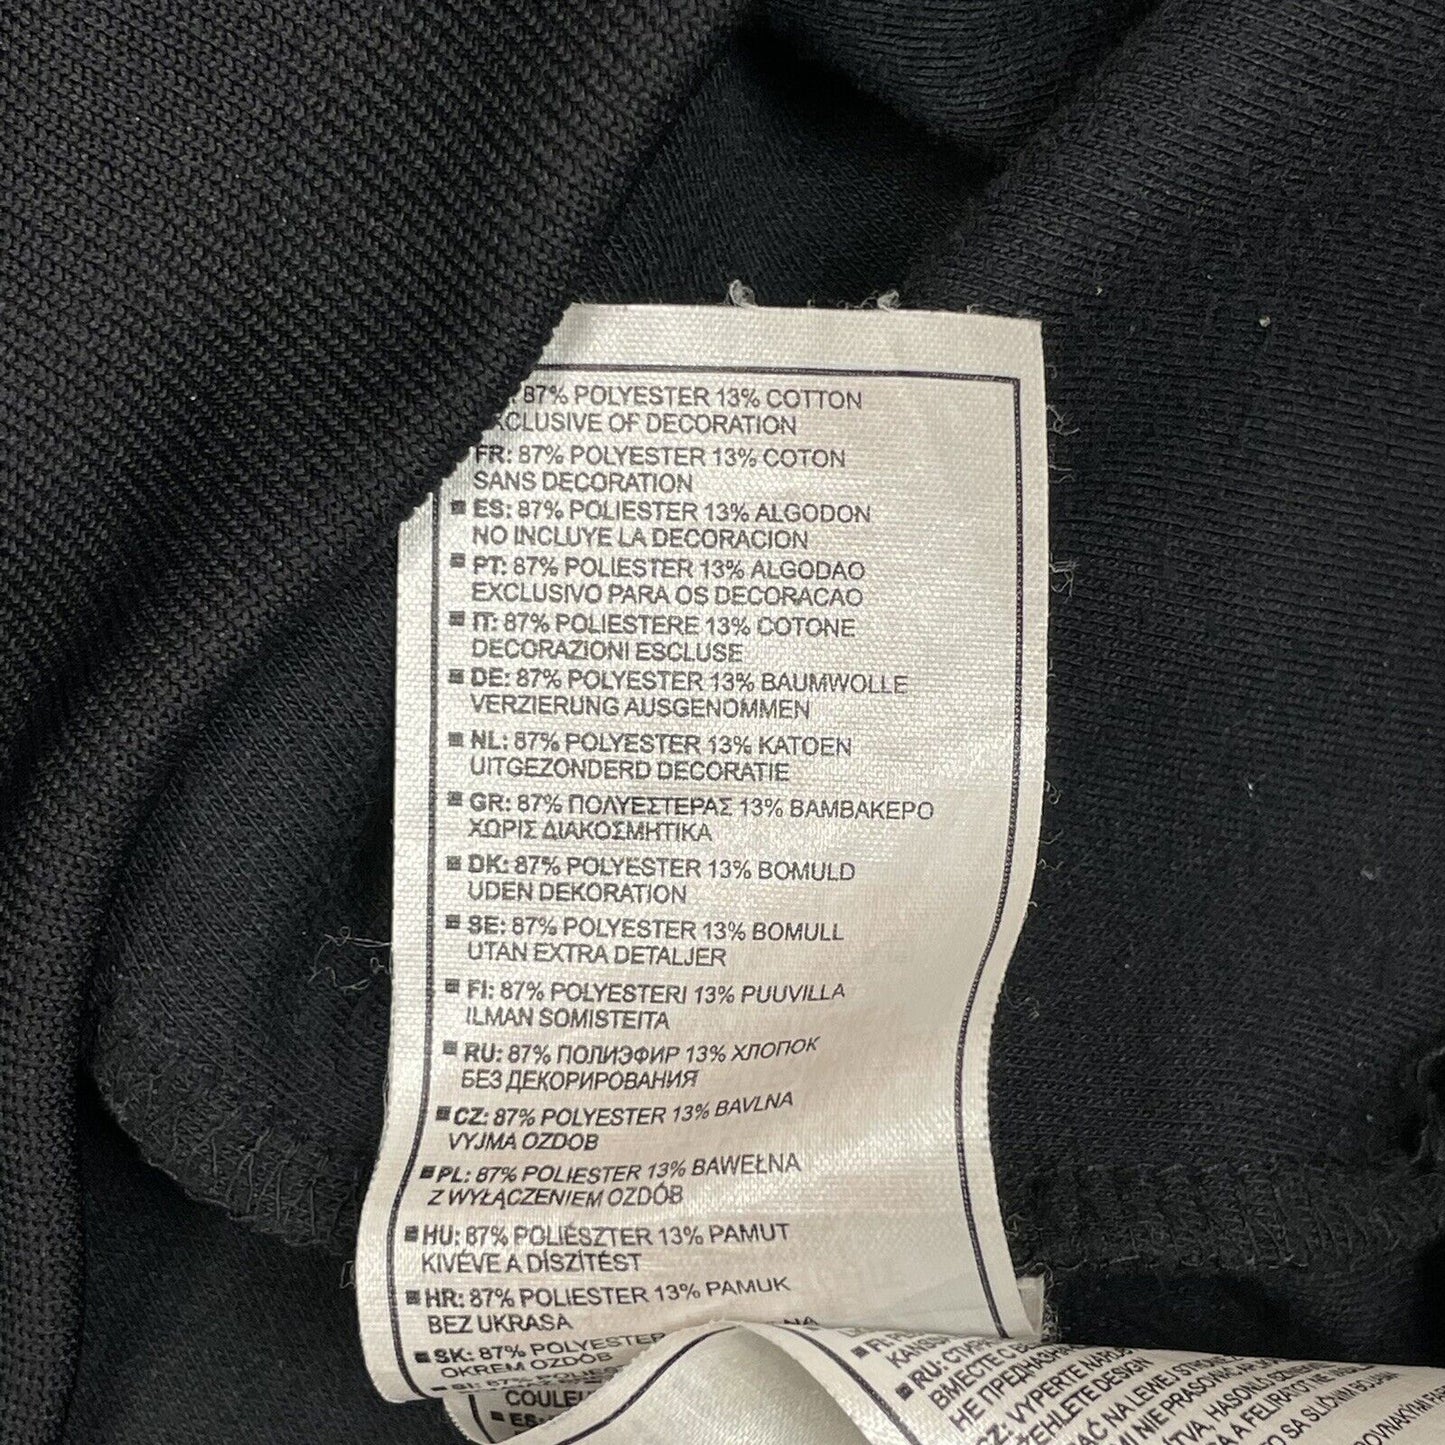 87% POLYESTER 13% COTTON
EXCLUSIVE OF DECORATION
FR: 87% POLYESTER 13% COTON
SANS DECORATION
ES: 87% POLIESTER 13% ALGODON
NO INCLUYE LA DECORACION
PT: 87% POLIESTER 13% ALGODAO
EXCLUSIVO PARA OS DECORACAO
IT: 87% POLIESTERE 13% COTONE
DECORAZIONI ESCLUSE
DE: 87% POLYESTER 13% BAUMWOLLE
VERZIERUNG AUSGENOMMEN
NL: 87% POLYESTER 13% KATOEN
UITGEZONDERD DECORATIE
GR: 87% ΠΟΛΥΕΣΤΕΡΑΣ 13% ΒΑΜΒΑΚΕΡΟ
ΧΩΡΙΣ ΔΙΑΚΟΣΜΗΤΙΚΑ
DK: 87% POLYESTER 13% BOMULD
UDEN DEKORATION
SE: 87% POLYESTER 13% BOMULL
UTAN EXTRA DETALJER
FI: 87% POLYESTERI 13% PUUVILLA
ILMAN SOMISTEITA
RU: 87% ПОЛИЭФИР 13% ХЛОПОК
БЕЗ ДЕКОРИРОВАНИЯ
CZ: 87% POLYESTER 13% BAVLNA
VYJMA OZDOB
PL: 87% POLIESTER 13% BAWEŁNA
Z WYŁĄCZENIEM OZDÓB
HU: 87% POLIÉSZTER 13% PAMUT
KIVÉVE A DÍSZÍTÉST
HR: 87% POLIESTER 13% PAMUK
BEZ UKRASA
SK: 87% POLYESTER
OKREM OZDÔB
ES:
RU:
ВМЕСТЕ С
CZ: VYPERTE